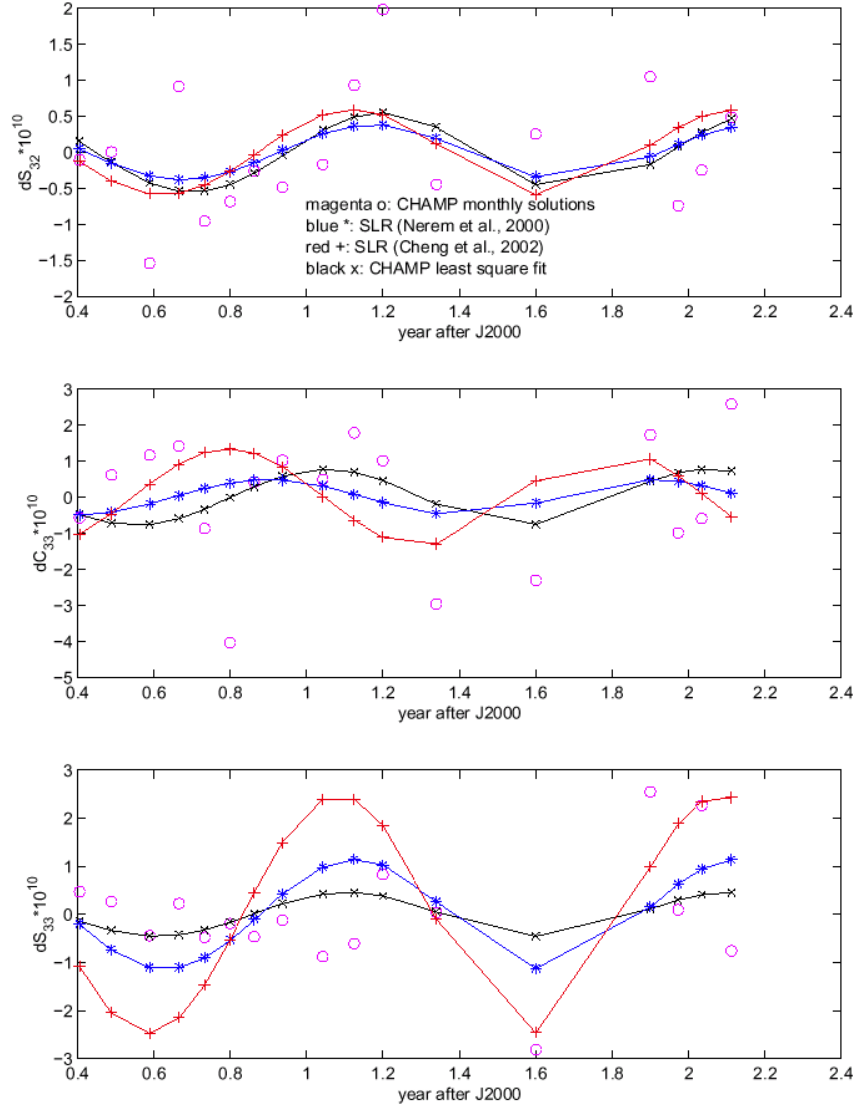 2
1.5
1
0.5
0
−0.5
−1
−1.5
−2
dS32*10^10
magenta o: CHAMP monthly solutions
blue *: SLR (Nerem et al., 2000)
red +: SLR (Cheng et al., 2002)
black x: CHAMP least square fit
0.4 0.6 0.8 1 1.2 1.4 1.6 1.8 2 2.2 2.4
year after J2000
3
2
1
0
−1
−2
−3
−4
−5
dC33*10^10
0.4 0.6 0.8 1 1.2 1.4 1.6 1.8 2 2.2 2.4
year after J2000
3
2
1
0
−1
−2
−3
dS33*10^10
0.4 0.6 0.8 1 1.2 1.4 1.6 1.8 2 2.2 2.4
year after J2000